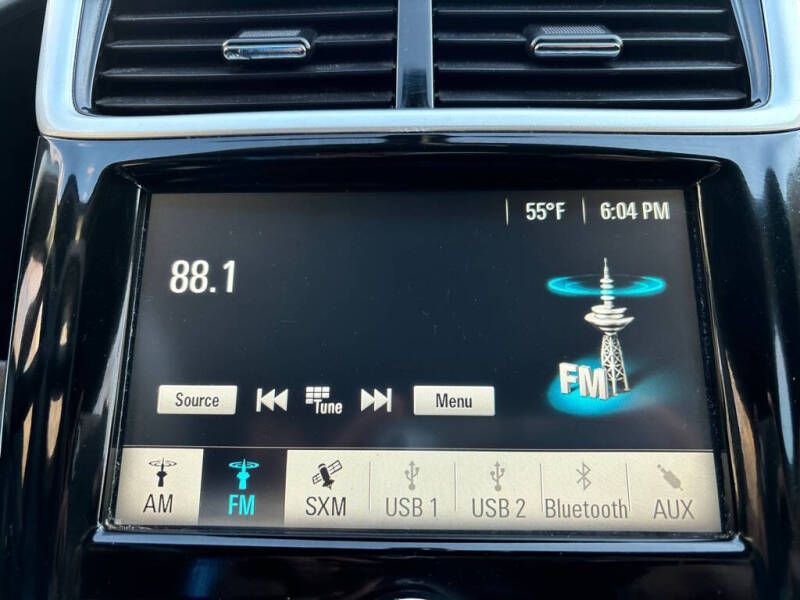 55°F 6:04 PM
88.1
FM
Source Tune Menu
AM FM SXM USB 1 USB 2 Bluetooth AUX